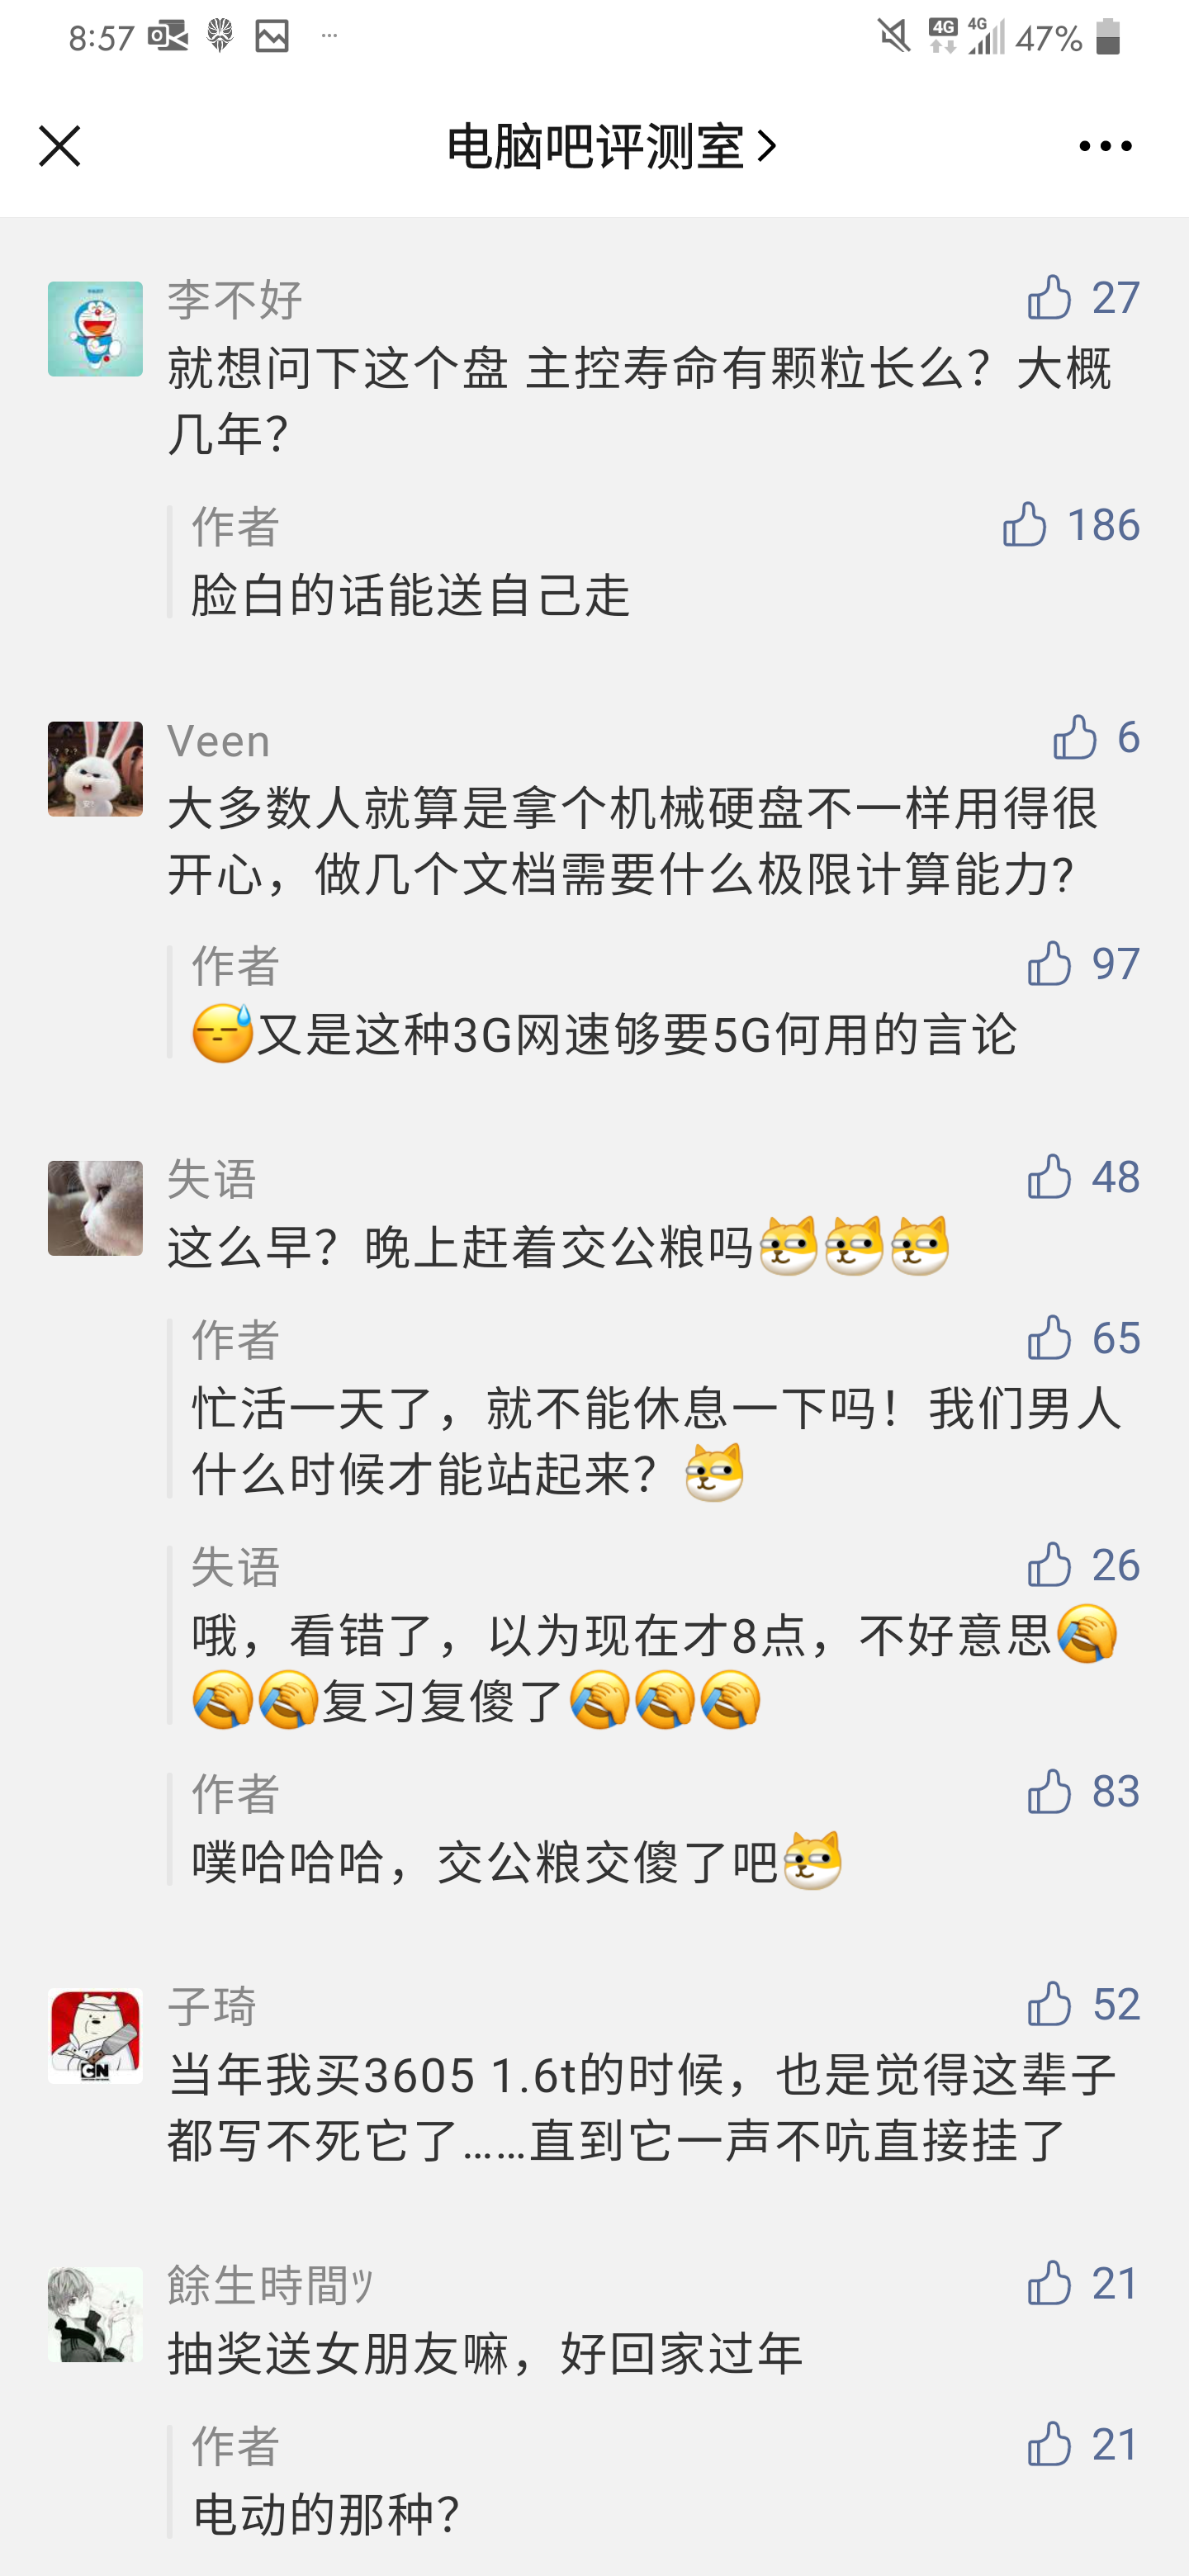 8:57
4G
4G
47%
电脑吧评测室
李不好
27
就想问下这个盘 主控寿命有颗粒长么？大概
几年？
作者
186
脸白的话能送自己走
Veen
6
大多数人就算是拿个机械硬盘不一样用得很
开心，做几个文档需要什么极限计算能力?
作者
97
又是这种3G网速够要5G何用的言论
失语
48
这么早？晚上赶着交公粮吗
作者
65
忙活一天了，就不能休息一下吗！我们男人
什么时候才能站起来？
失语
26
哦，看错了，以为现在才8点，不好意思
复习复傻了
作者
83
噗哈哈哈，交公粮交傻了吧
子琦
52
当年我买3605 1.6t的时候，也是觉得这辈子
都写不死它了……直到它一声不吭直接挂了
CN
餘生時間ッ
21
抽奖送女朋友嘛，好回家过年
作者
21
电动的那种？